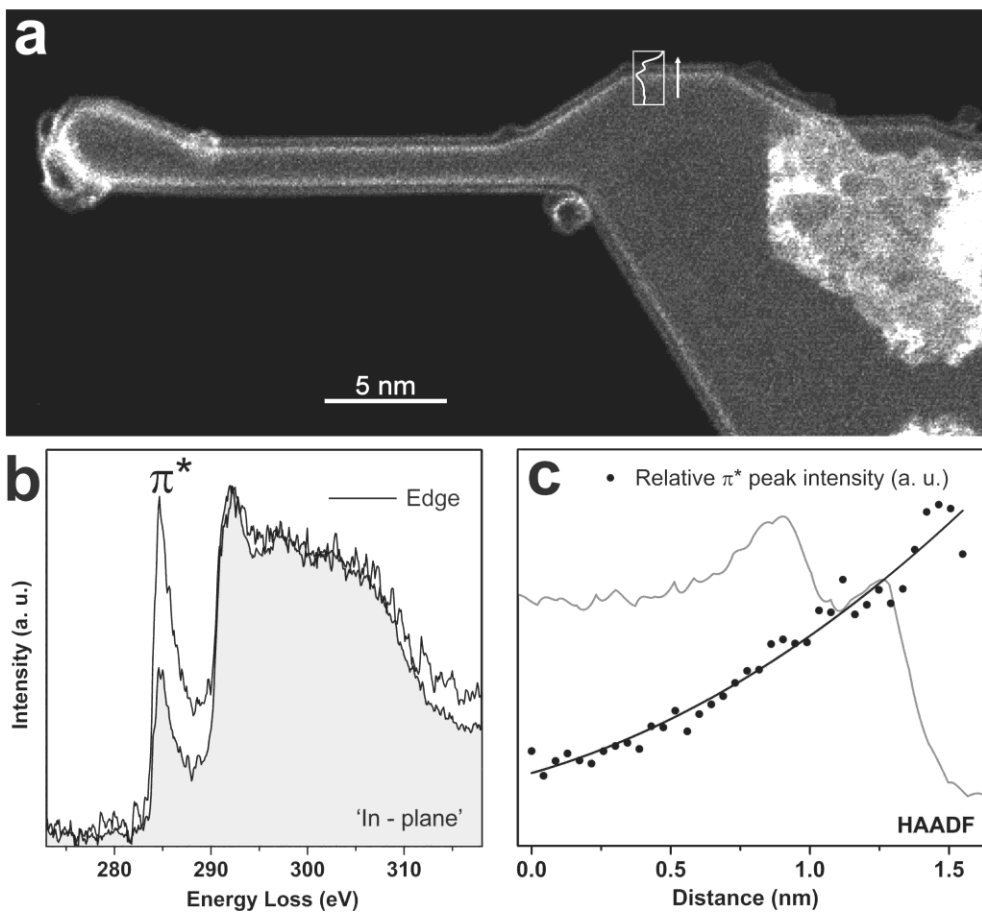 a
5 nm
b
π*
Edge
'In - plane'
Intensity (a. u.)
280 290 300 310
Energy Loss (eV)
c
Relative π* peak intensity (a. u.)
HAADF
0.0 0.5 1.0 1.5
Distance (nm)